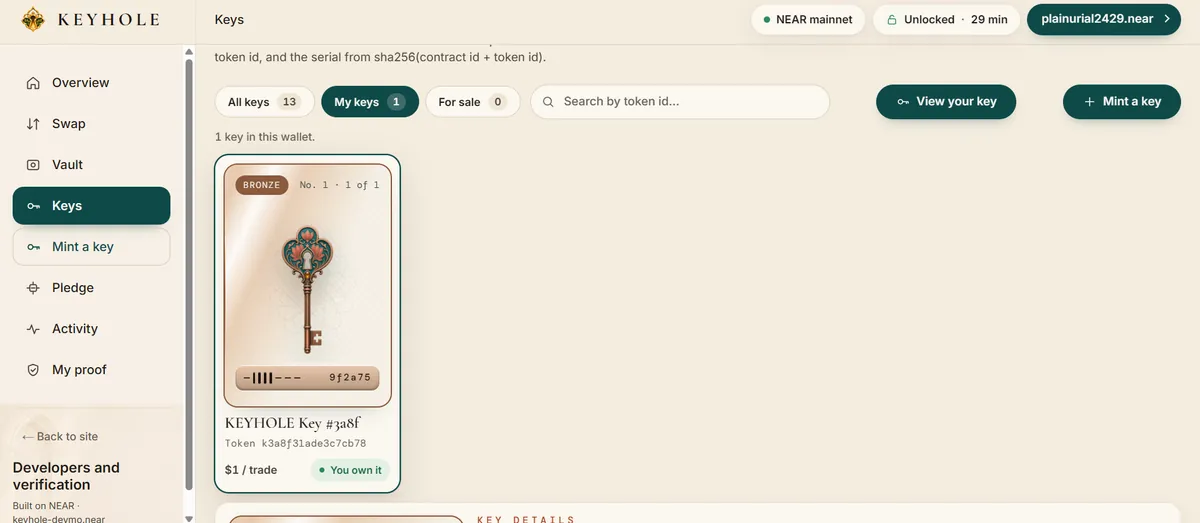 KEYHOLE
Keys
NEAR mainnet
Unlocked · 29 min
plainurial2429.near
Overview
Swap
Vault
Keys
Mint a key
Pledge
Activity
My proof
← Back to site
Developers and
verification
Built on NEAR ·
keyhole-devmo.near
token id, and the serial from sha256(contract id + token id).
All keys 13
My keys 1
For sale 0
Search by token id...
View your key
Mint a key
1 key in this wallet.
BRONZE
No. 1 · 1 of 1
9f2a75
KEYHOLE Key #3a8f
Token k3a8f31ade3c7cb78
$1 / trade
You own it
KEY DETAILS